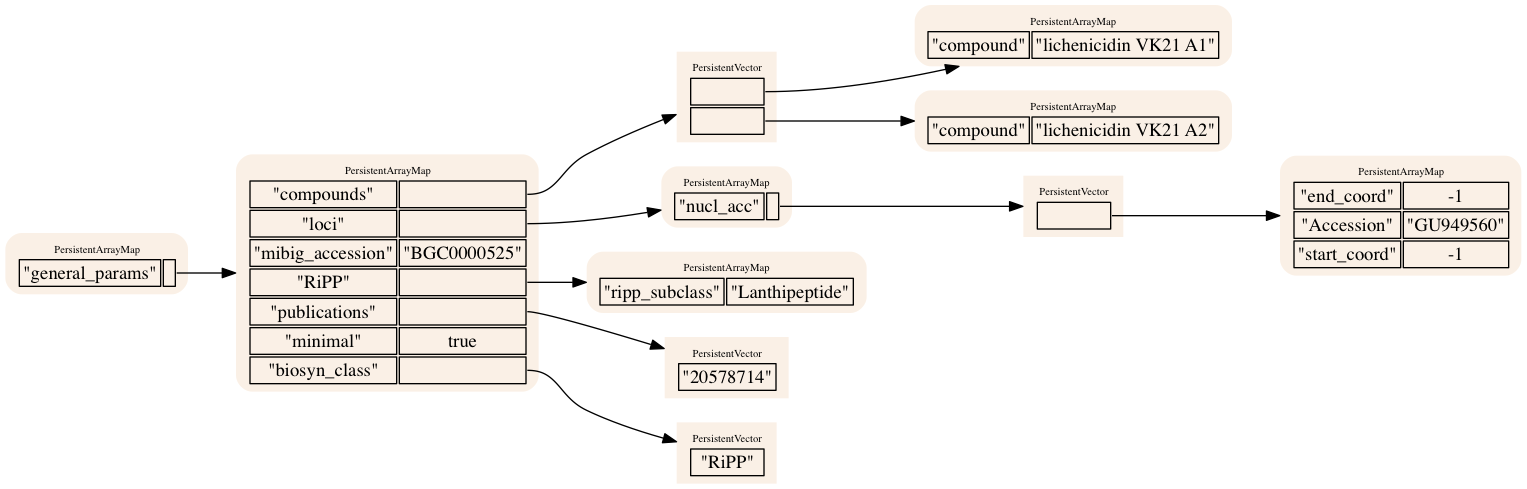 PersistentArrayMap
"general_params"
PersistentArrayMap
"compounds"
"loci"
"mibig_accession" "BGC0000525"
"RiPP"
"publications"
"minimal" true
"biosyn_class"
PersistentVector
PersistentArrayMap
"compound" "lichenicidin VK21 A1"
PersistentArrayMap
"compound" "lichenicidin VK21 A2"
PersistentArrayMap
"nucl_acc"
PersistentVector
PersistentArrayMap
"end_coord" -1
"Accession" "GU949560"
"start_coord" -1
PersistentArrayMap
"ripp_subclass" "Lanthipeptide"
PersistentVector
"20578714"
PersistentVector
"RiPP"